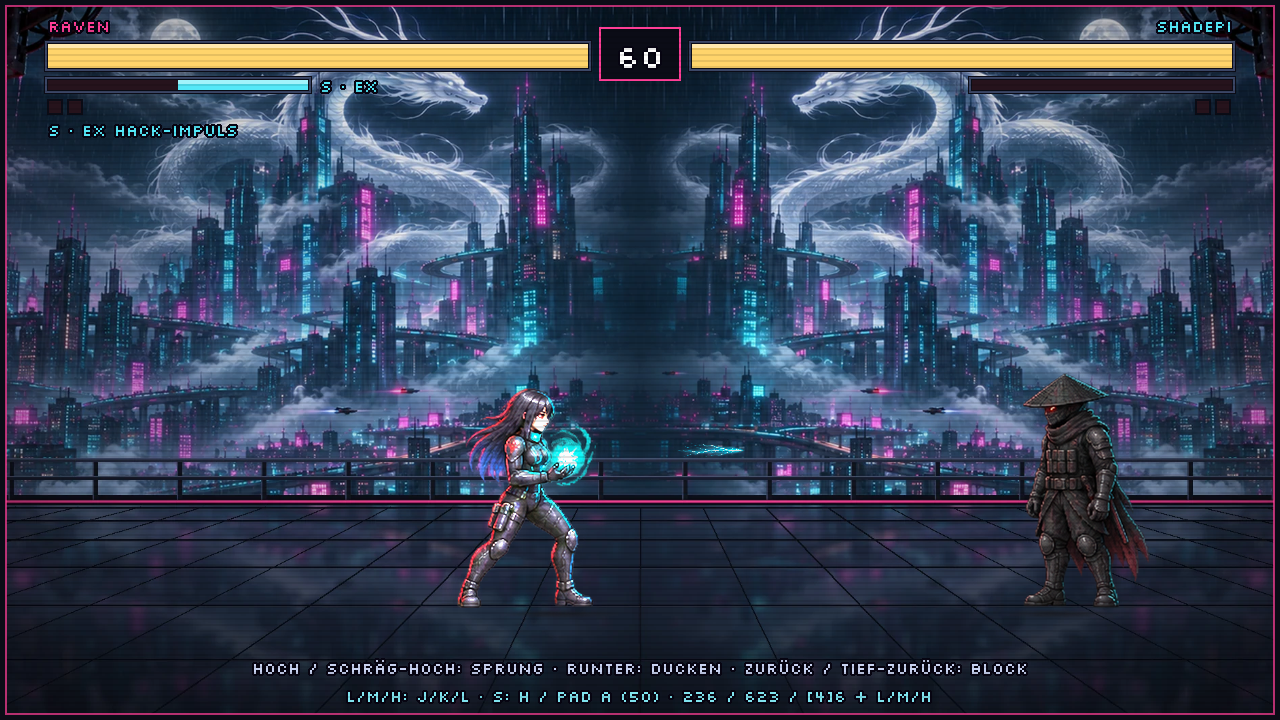 RAVEN
SHADEPI
60
S · EX
S · EX HACK-IMPULS
HOCH / SCHRÄG-HOCH: SPRUNG · RUNTER: DUCKEN · ZURÜCK / TIEF-ZURÜCK: BLOCK
L/M/H: J/K/L · S: H / PAD A (50) · 236 / 623 / [4]6 + L/M/H